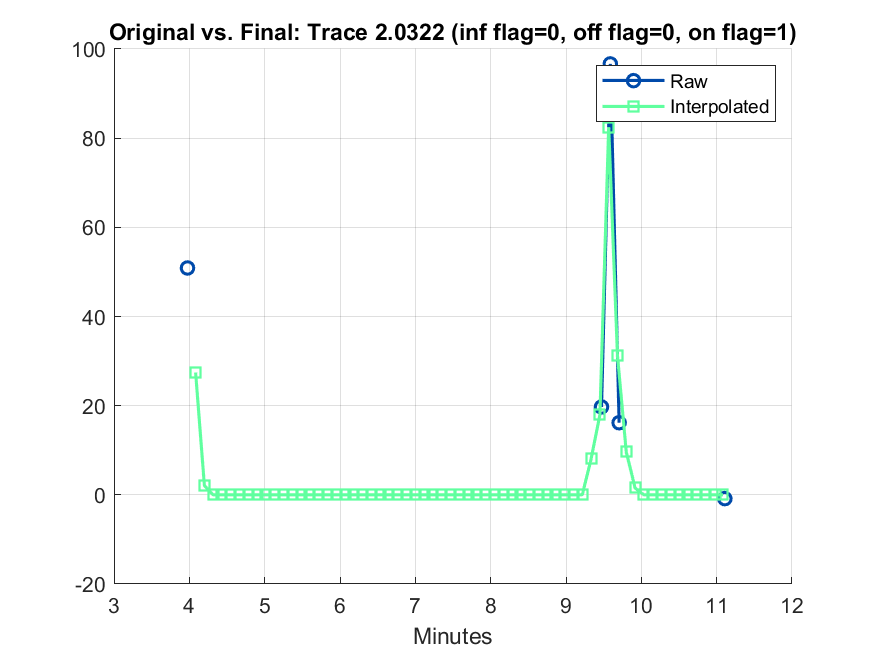 Original vs. Final: Trace 2.0322 (inf flag=0, off flag=0, on flag=1)
100
80
60
40
20
0
-20
Raw
Interpolated
3 4 5 6 7 8 9 10 11 12
Minutes